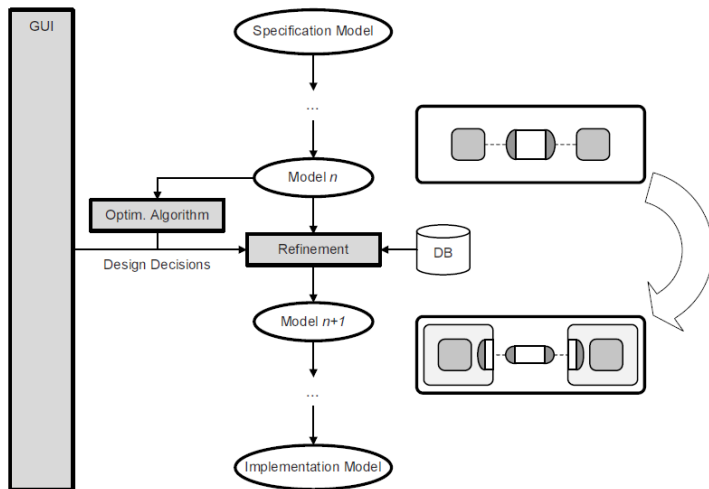 GUI
Specification Model
...
Model n
Optim. Algorithm
Design Decisions
Refinement
DB
Model n+1
...
Implementation Model